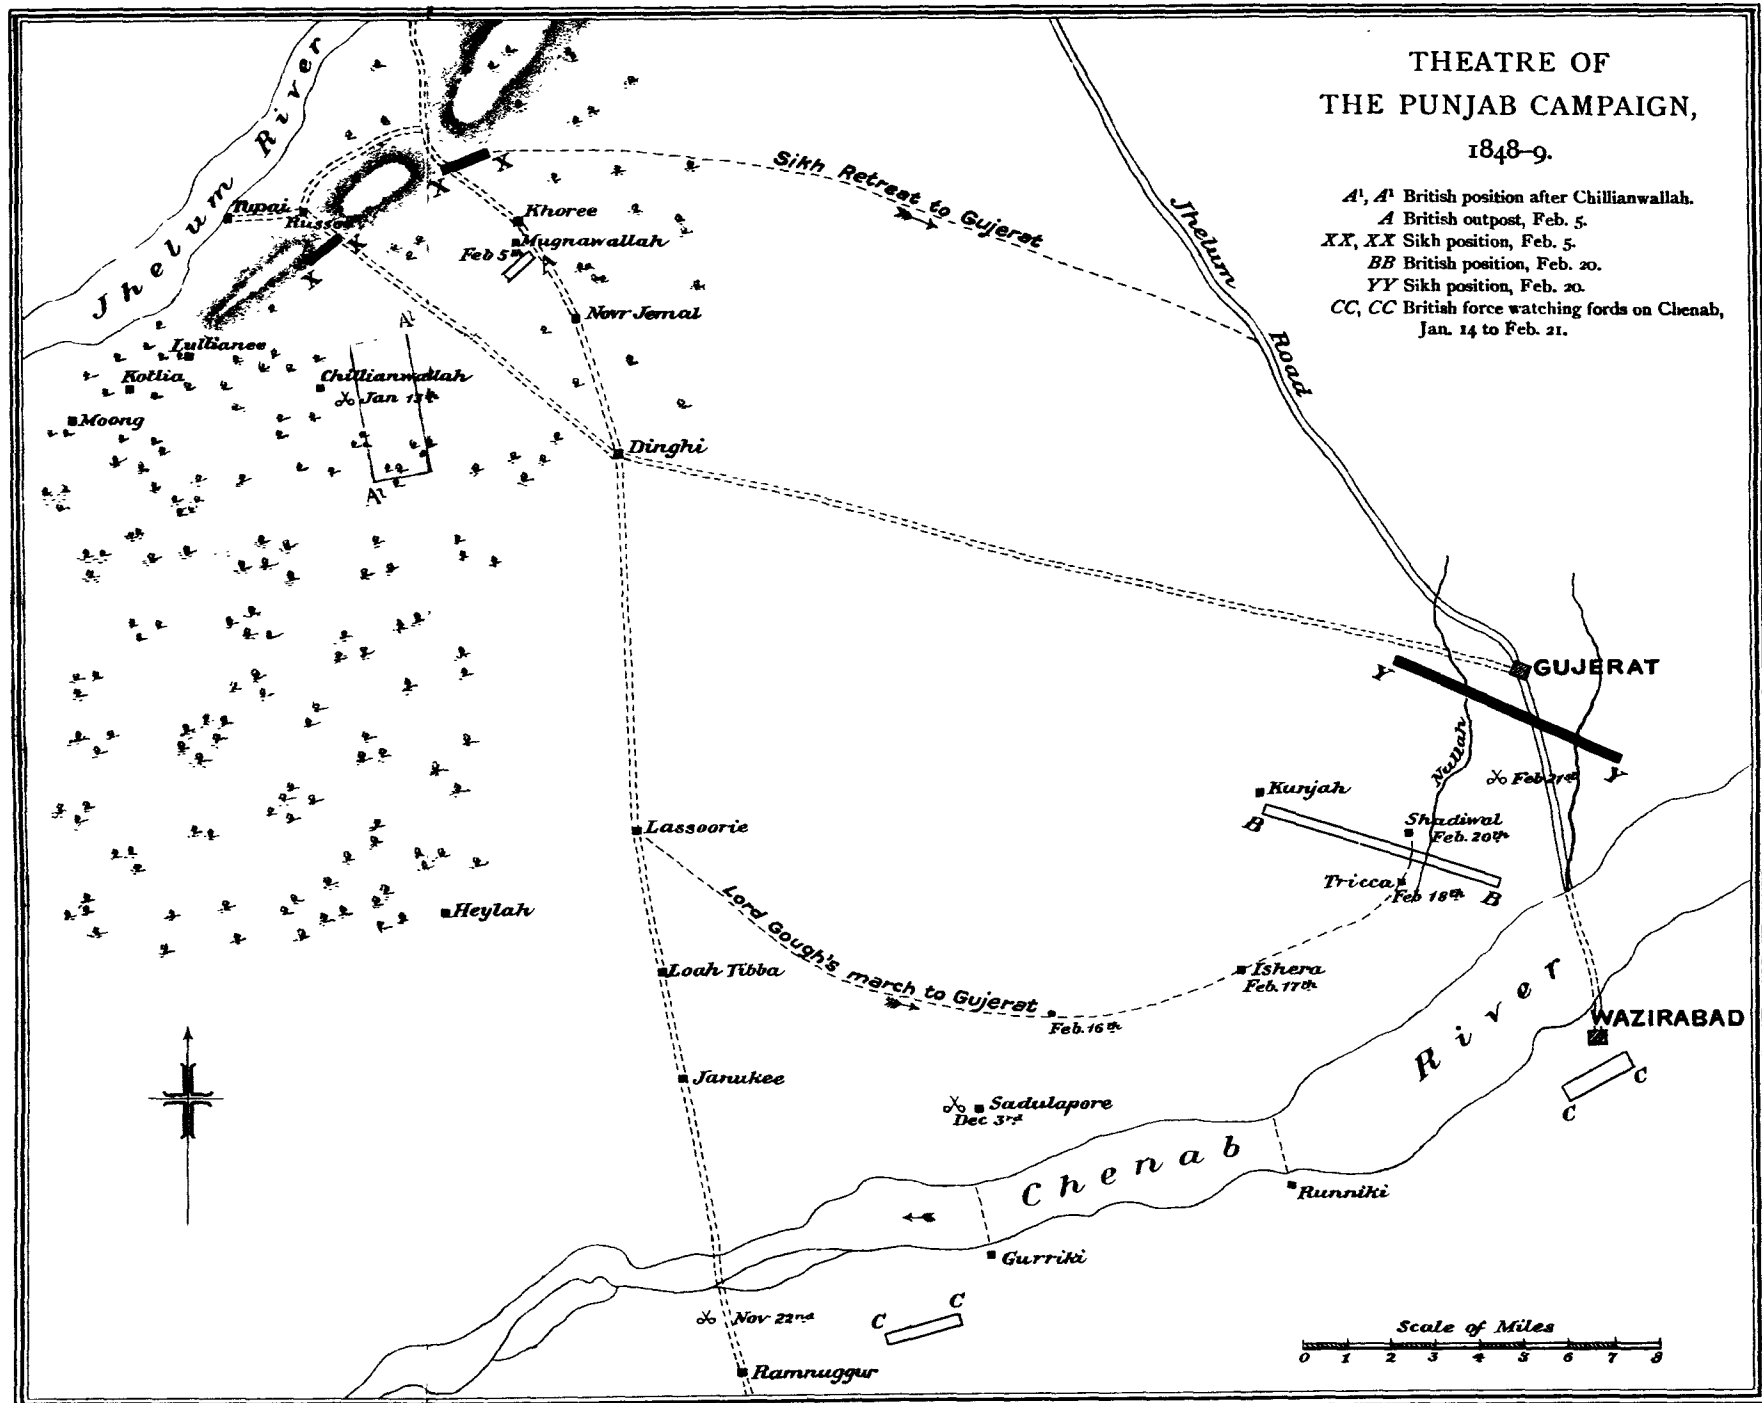 THEATRE OF
THE PUNJAB CAMPAIGN,
1848–9.
A¹, A¹ British position after Chillianwallah.
A British outpost, Feb. 5.
XX, XX Sikh position, Feb. 5.
BB British position, Feb. 20.
YY Sikh position, Feb. 20.
CC, CC British force watching fords on Chenab,
Jan. 14 to Feb. 21.
Jhelum River
Sikh Retreat to Gujerat
Jhelum Road
X
X
Tupai
Khoree
Mugnawallah
Feb 5
A
X
X
Novr Jemal
A¹
Lullianee
Kotlia
Chillianwallah
Jan 13th
Moong
Dinghi
A¹
GUJERAT
Y
Y
Nullah
Feb 21st
Kunjah
B
Shadiwal
Feb. 20th
Lassoorie
Tricca
Feb 18th
B
Heylah
Lord Gough's march to Gujerat
Loah Tibba
Ishera
Feb. 17th
Feb. 16th
WAZIRABAD
Janukee
Sadulapore
Dec 3rd
C
C
Chenab River
Runniki
Gurriki
C
C
Nov 22nd
Ramnuggur
Scale of Miles
0 1 2 3 4 5 6 7 8